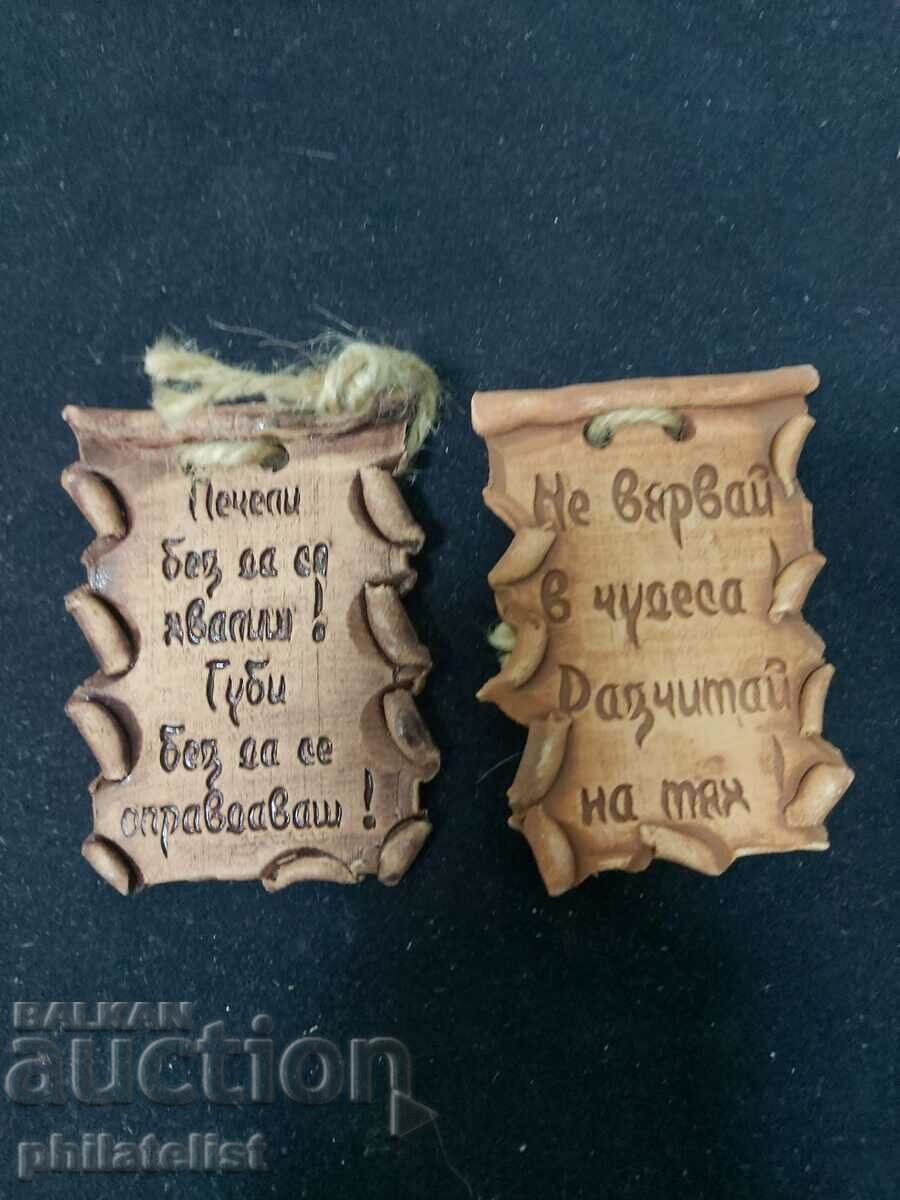 Печели
без да се
хвалиш!
Губи
без да се
оправдаваш!
Не вярвай
в чудеса!
Разчитай
на тях!
BALKAN
auction
philatelist